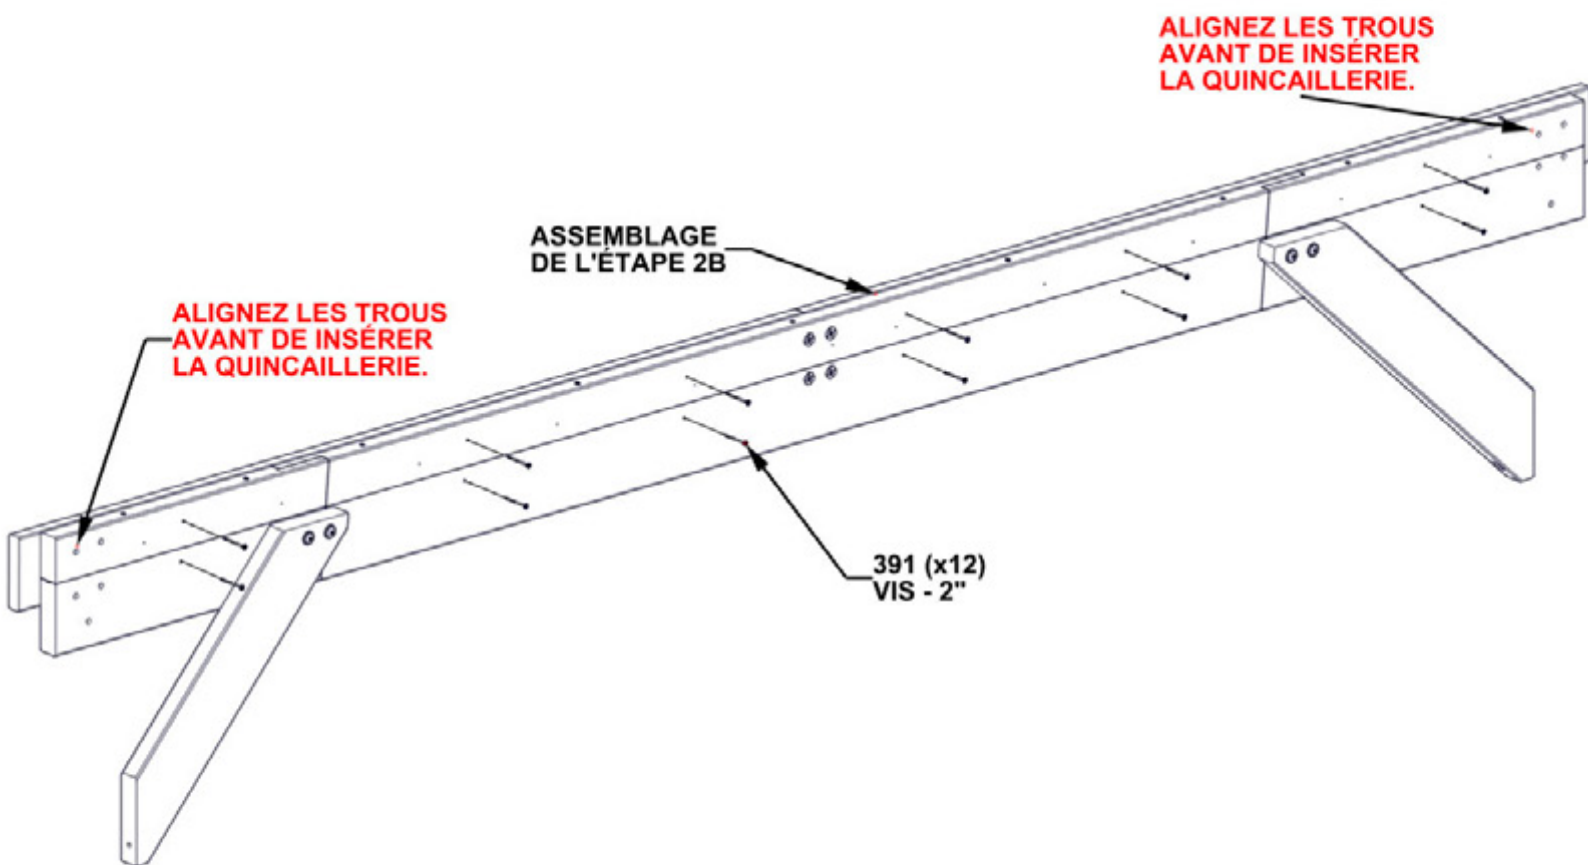 ALIGNEZ LES TROUS
AVANT DE INSÉRER
LA QUINCAILLERIE.
ASSEMBLAGE
DE L'ÉTAPE 2B
ALIGNEZ LES TROUS
AVANT DE INSÉRER
LA QUINCAILLERIE.
391 (x12)
VIS - 2"